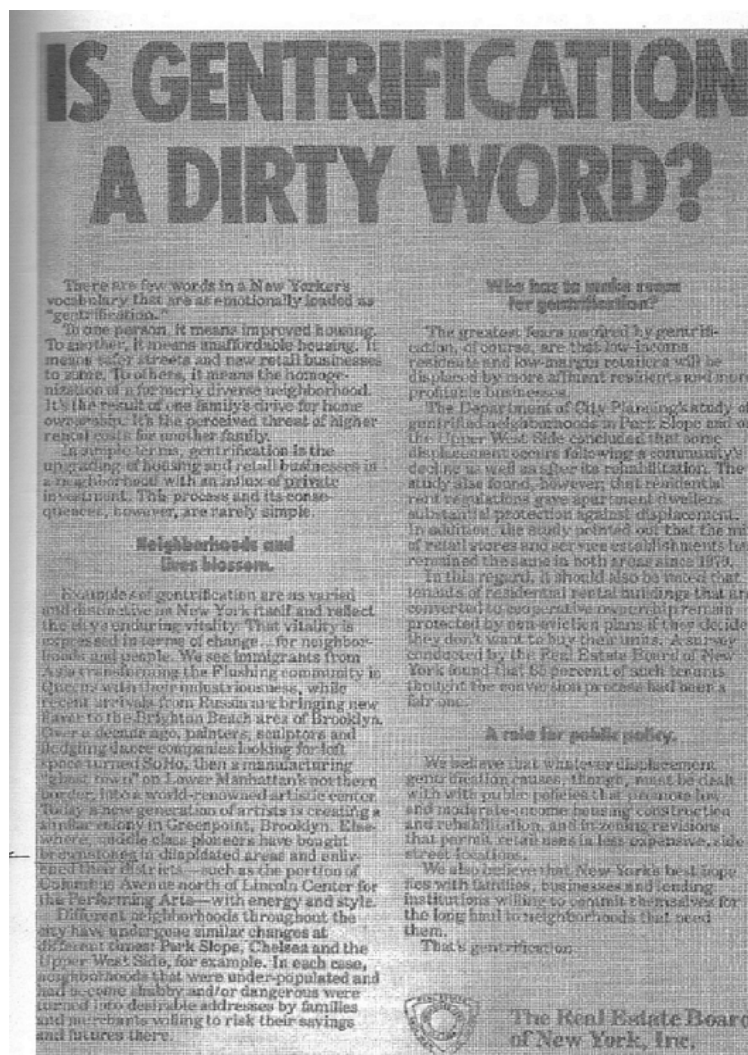 IS GENTRIFICATION
A DIRTY WORD?
There are few words in a New Yorker's
vocabulary that are as emotionally loaded as
"gentrification."
To one person, it means improved housing.
To another, it means unaffordable housing. It
means safer streets and new retail businesses
to some. To others, it means the homoge-
nization of a formerly diverse neighborhood.
It's the result of one family's drive for home
ownership. It's the perceived threat of higher
rental costs for another family.
In simple terms, gentrification is the
upgrading of housing and retail businesses in
a neighborhood with an influx of private
investment. This process and its conse-
quences, however, are rarely simple.
Neighborhoods and
lives blossom.
Examples of gentrification are as varied
and distinctive as New York itself and reflect
the city's enduring vitality. That vitality is
expressed in terms of change...for neighbor-
hoods and people. We see immigrants from
Asia transforming the Flushing community in
Queens with their industriousness, while
recent arrivals from Russia are bringing new
flavor to the Brighton Beach area of Brooklyn.
Over a decade ago, painters, sculptors and
fledgling dance companies looking for loft
space turned SoHo, then a manufacturing
"ghost town" on Lower Manhattan's northern
border, into a world-renowned artistic center.
Today a new generation of artists is creating a
similar colony in Greenpoint, Brooklyn. Else-
where, middle class pioneers have bought
brownstones in dilapidated areas and enliv-
ened their districts—such as the portion of
Columbus Avenue north of Lincoln Center for
the Performing Arts—with energy and style.
Different neighborhoods throughout the
city have undergone similar changes at
different times: Park Slope, Chelsea and the
Upper West Side, for example. In each case,
neighborhoods that were under-populated and
had become shabby and/or dangerous were
turned into desirable addresses by families
and merchants willing to risk their savings
and futures there.
Who has to make room
for gentrification?
The greatest fears inspired by gentrifi-
cation, of course, are that low-income
residents and low-margin retailers will be
displaced by more affluent residents and more
profitable businesses.
The Department of City Planning's study of
gentrified neighborhoods in Park Slope and on
the Upper West Side concluded that some
displacement occurs following a community's
decline as well as after its rehabilitation. The
study also found, however, that residential
rent regulations gave apartment dwellers
substantial protection against displacement.
In addition, the study pointed out that the mi
of retail stores and service establishments ha
remained the same in both areas since 1970.
In this regard, it should also be noted that
tenants of residential rental buildings that are
converted to cooperative ownership remain
protected by non-eviction plans if they decide
they don't want to buy their units. A survey
conducted by the Real Estate Board of New
York found that percent of such tenants
thought the conversion process had been a
fair one.
A role for public policy.
We believe that whatever displacement
gentrification causes, though, must be dealt
with with public policies that promote low-
and moderate-income housing construction
and rehabilitation, and in zoning revisions
that permit retail uses in less expensive, side
street locations.
We also believe that New York's best hope
lies with families, businesses and lending
institutions willing to commit themselves for
the long haul to neighborhoods that need
them.
That's gentrification.
The Real Estate Board
of New York, Inc.